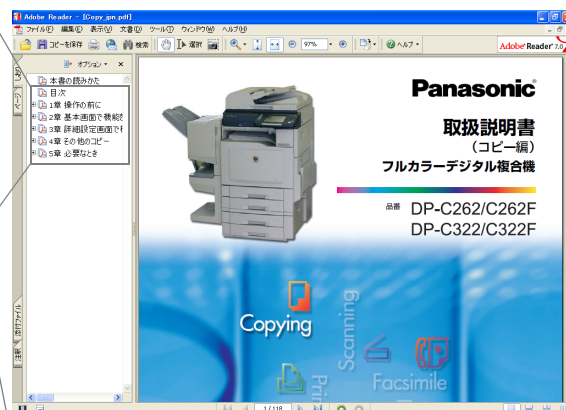 Adobe Reader - [Copy_jpn.pdf]
ファイル(F) 編集(E) 表示(V) 文書(D) ツール(T) ウィンドウ(W) ヘルプ(H)
コピーを保存 検索 選択 97% ヘルプ
Adobe Reader 7.0
オプション
しおり
ページ
添付ファイル
注釈
本書の読みかた
目次
1章 操作の前に
2章 基本画面で機能を
3章 詳細設定画面で
4章 その他のコピー
5章 必要なとき
Panasonic
取扱説明書
(コピー編)
フルカラーデジタル複合機
品番 DP-C262/C262F
DP-C322/C322F
Copying
Scanning
Facsimile
Prin
1/118